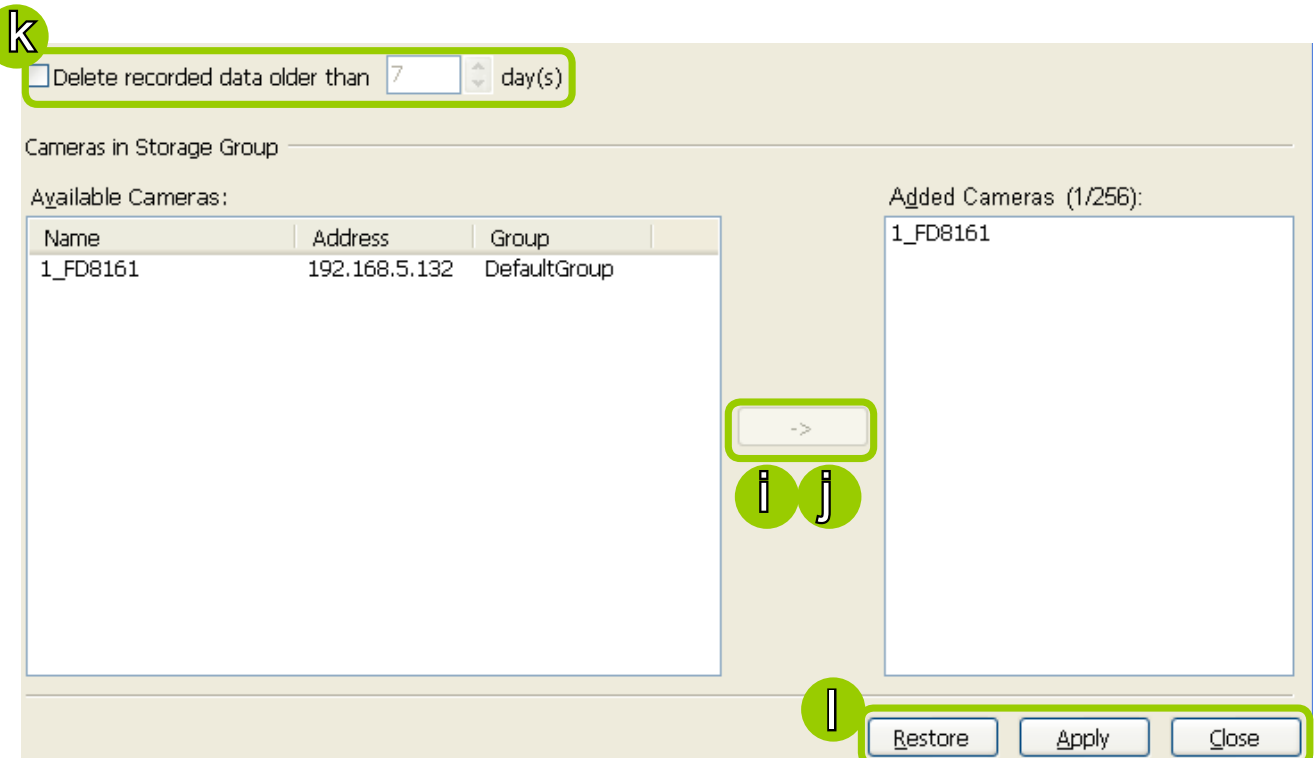 k
Delete recorded data older than 7 day(s)
Cameras in Storage Group
Available Cameras:
Name Address Group
1_FD8161 192.168.5.132 DefaultGroup
->
i j
Added Cameras (1/256):
1_FD8161
l
Restore Apply Close